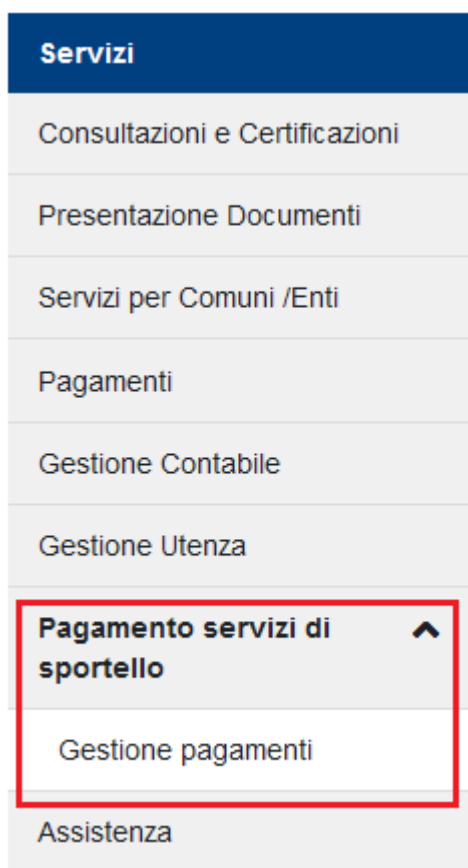 Servizi
Consultazioni e Certificazioni
Presentazione Documenti
Servizi per Comuni /Enti
Pagamenti
Gestione Contabile
Gestione Utenza
Pagamento servizi di
sportello
Gestione pagamenti
Assistenza